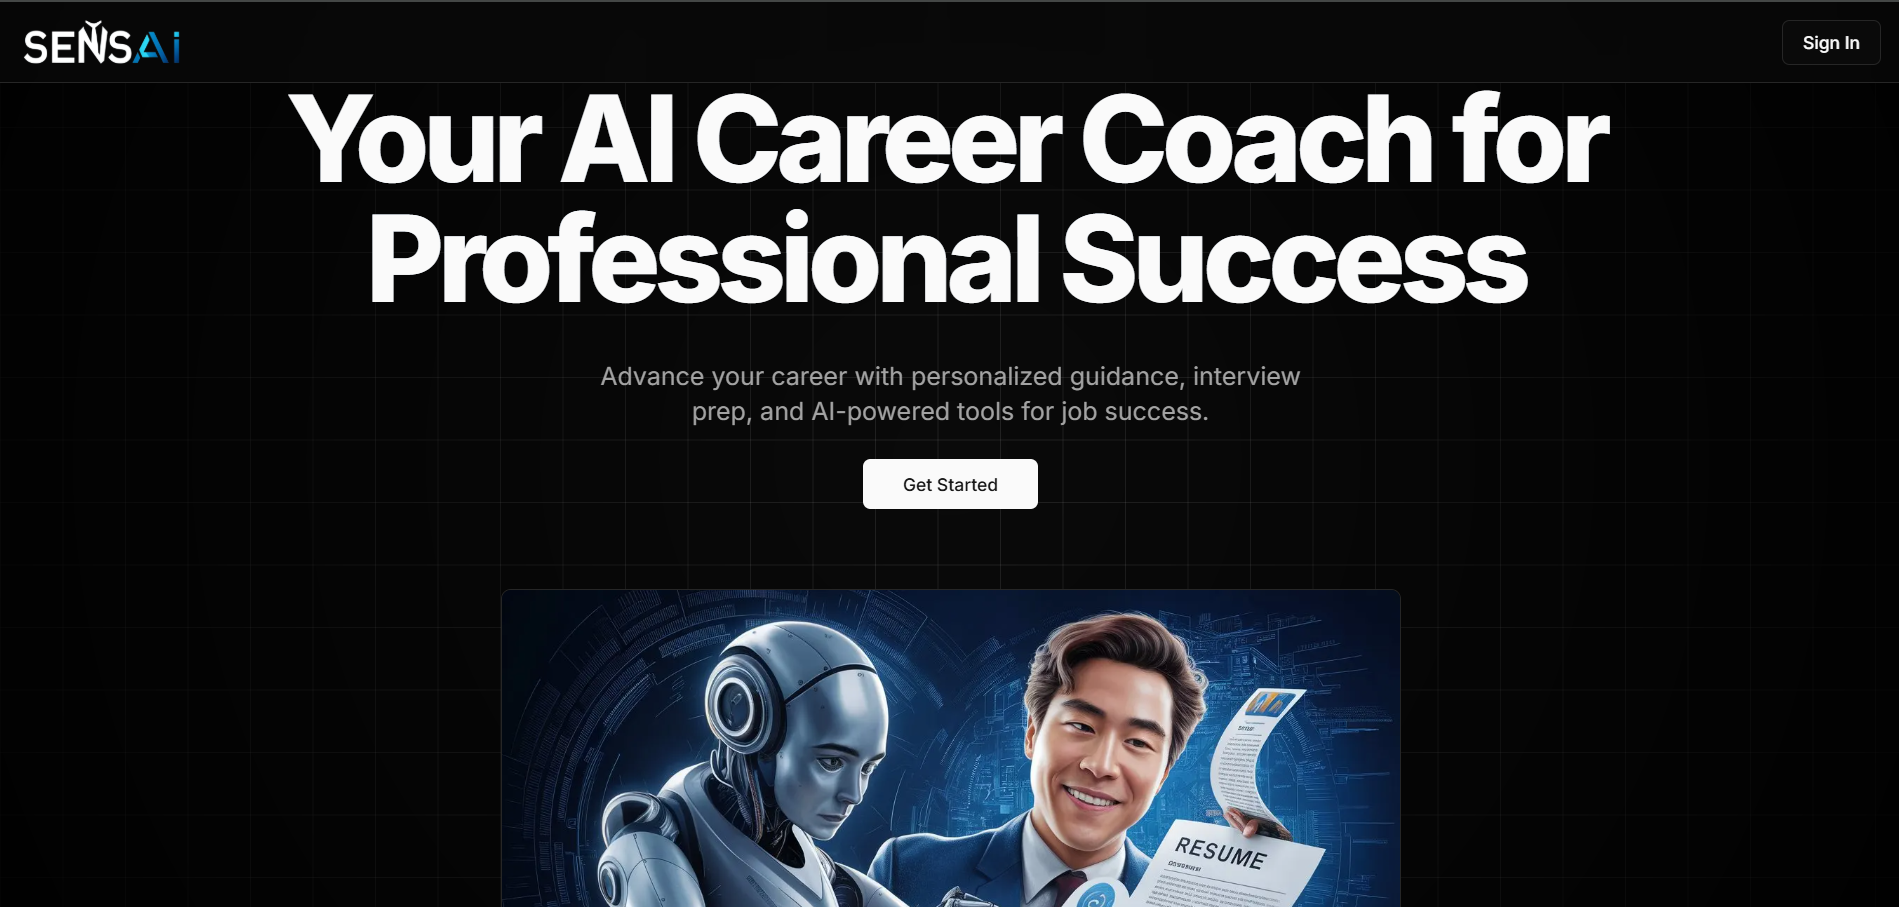 SENSAi
Sign In
Your AI Career Coach for
Professional Success
Advance your career with personalized guidance, interview
prep, and AI-powered tools for job success.
Get Started
RESUME